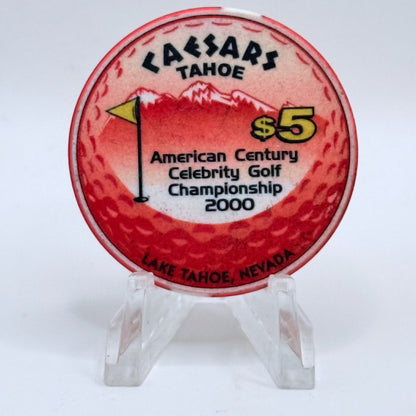 CAESARS
TAHOE
$5
American Century
Celebrity Golf
Championship
2000
LAKE TAHOE, NEVADA